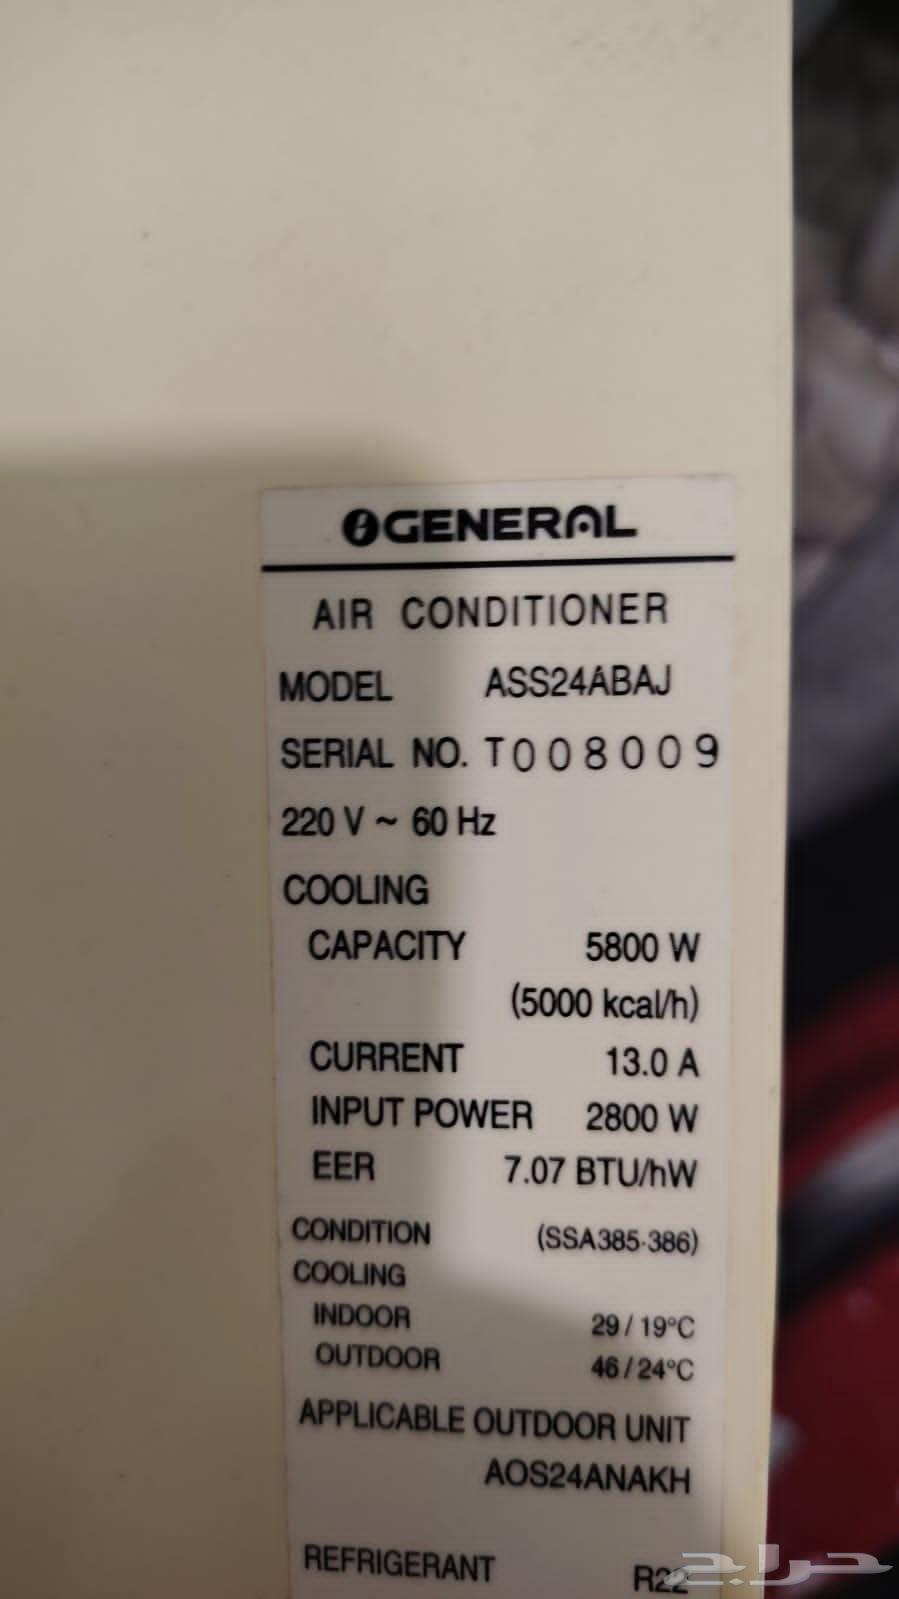 GENERAL
AIR CONDITIONER
MODEL ASS24ABAJ
SERIAL NO. T008009
220 V ~ 60 Hz
COOLING
CAPACITY 5800 W
(5000 kcal/h)
CURRENT 13.0 A
INPUT POWER 2800 W
EER 7.07 BTU/hW
CONDITION (SSA385·386)
COOLING
INDOOR 29 / 19°C
OUTDOOR 46 / 24°C
APPLICABLE OUTDOOR UNIT
AOS24ANAKH
REFRIGERANT R22
حراج